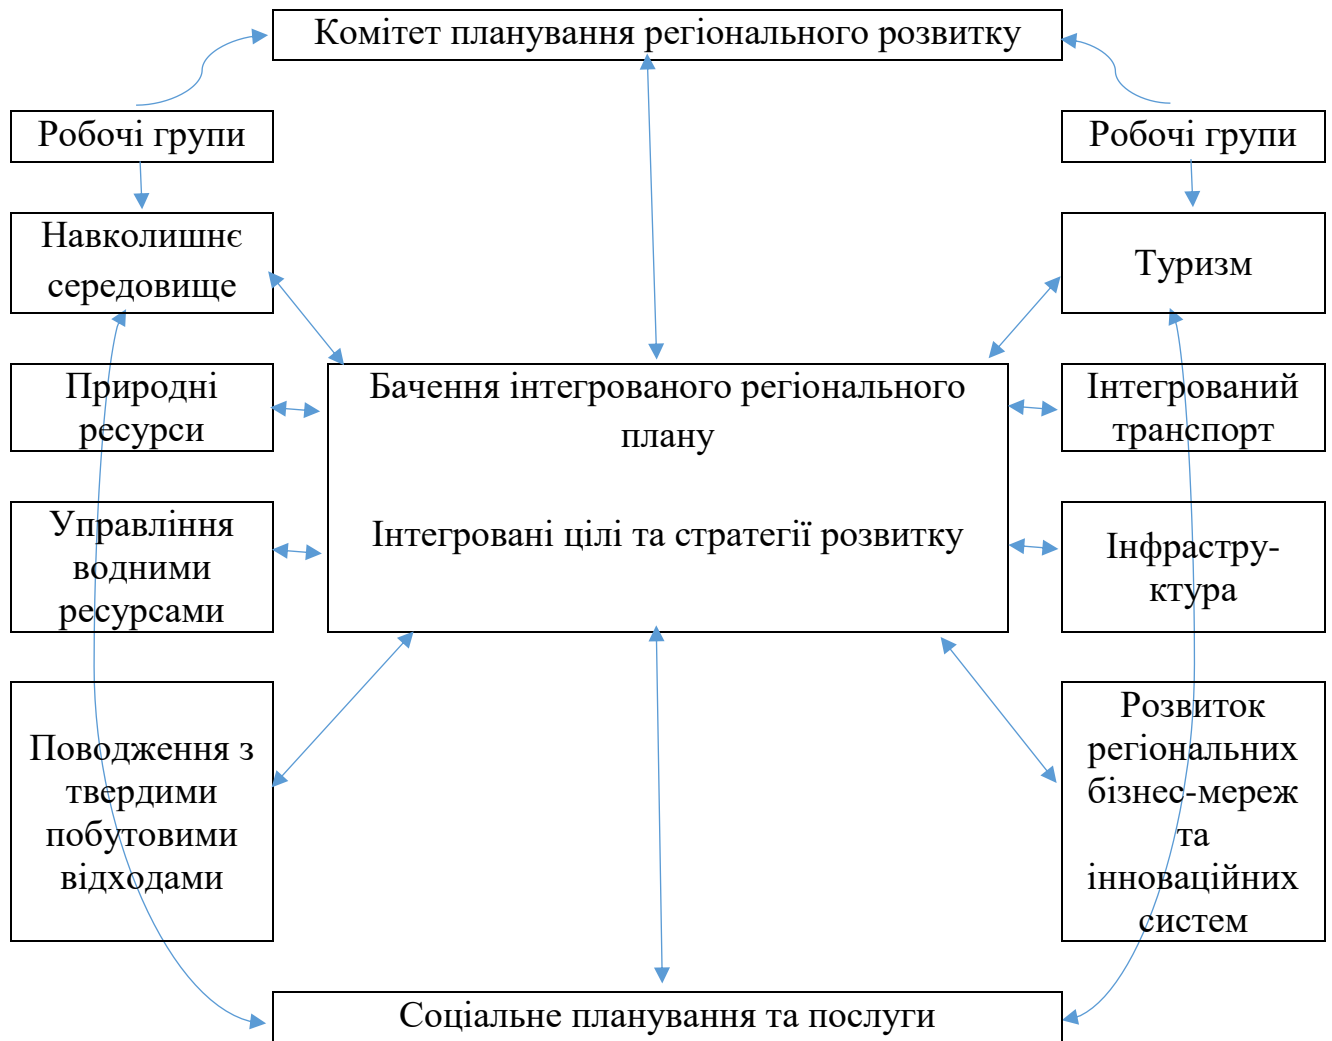 Комітет планування регіонального розвитку
Робочі групи
Робочі групи
Навколишнє
середовище
Туризм
Природні
ресурси
Бачення інтегрованого регіонального
плану
Інтегровані цілі та стратегії розвитку
Інтегрований
транспорт
Управління
водними
ресурсами
Інфрастру-
ктура
Поводження з
твердими
побутовими
відходами
Розвиток
регіональних
бізнес-мереж
та
інноваційних
систем
Соціальне планування та послуги